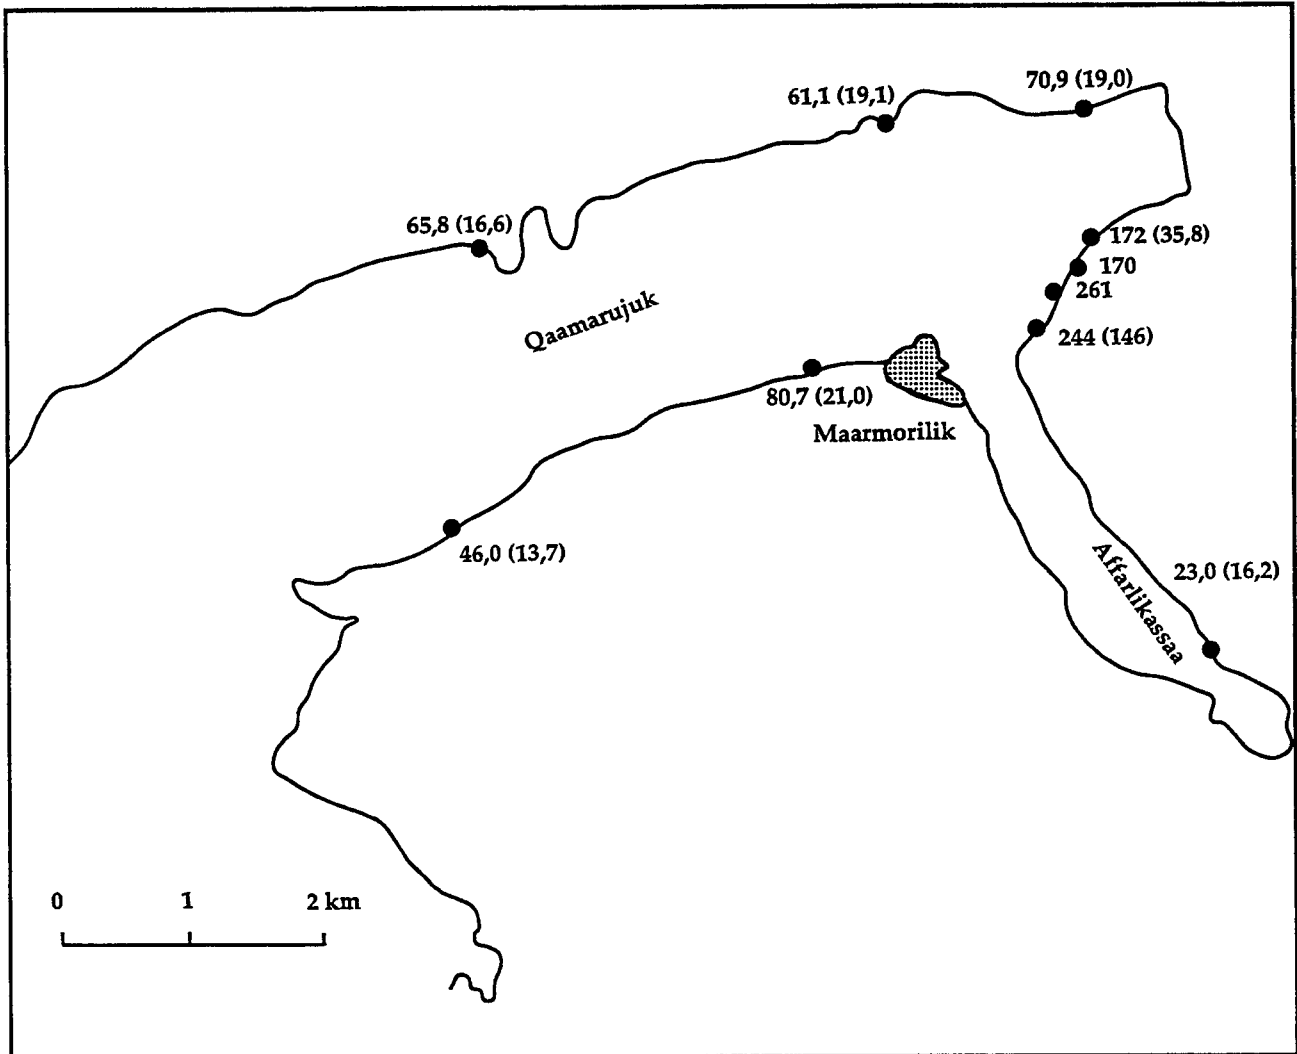 70,9 (19,0)
61,1 (19,1)
65,8 (16,6)
172 (35,8)
170
261
244 (146)
Qaamarujuk
80,7 (21,0)
Maarmorilik
46,0 (13,7)
Affarlikassaa
23,0 (16,2)
0 1 2 km